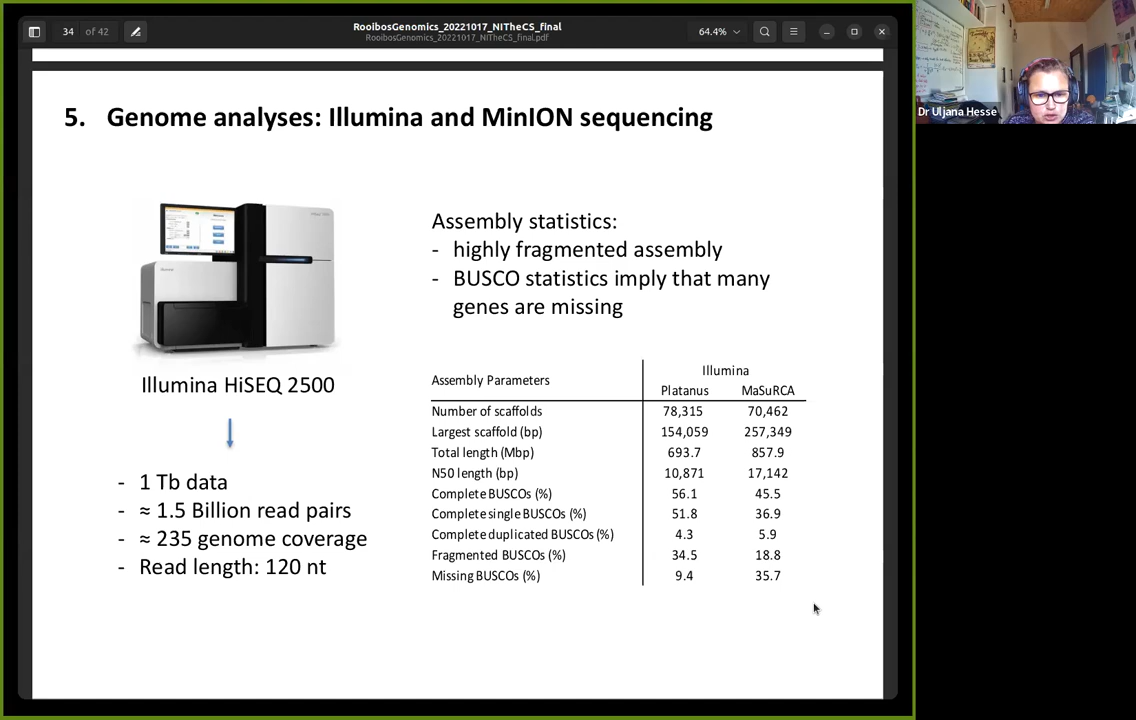 34 of 42
RooibosGenomics_20221017_NITheCS_final
RooibosGenomics_20221017_NITheCS_final.pdf
64.4%
Dr Uljana Hesse
5. Genome analyses: Illumina and MinION sequencing
Illumina HiSEQ 2500
- 1 Tb data
- ≈ 1.5 Billion read pairs
- ≈ 235 genome coverage
- Read length: 120 nt
Assembly statistics:
- highly fragmented assembly
- BUSCO statistics imply that many
genes are missing
Illumina
Assembly Parameters
Platanus MaSuRCA
Number of scaffolds 78,315 70,462
Largest scaffold (bp) 154,059 257,349
Total length (Mbp) 693.7 857.9
N50 length (bp) 10,871 17,142
Complete BUSCOs (%) 56.1 45.5
Complete single BUSCOs (%) 51.8 36.9
Complete duplicated BUSCOs (%) 4.3 5.9
Fragmented BUSCOs (%) 34.5 18.8
Missing BUSCOs (%) 9.4 35.7